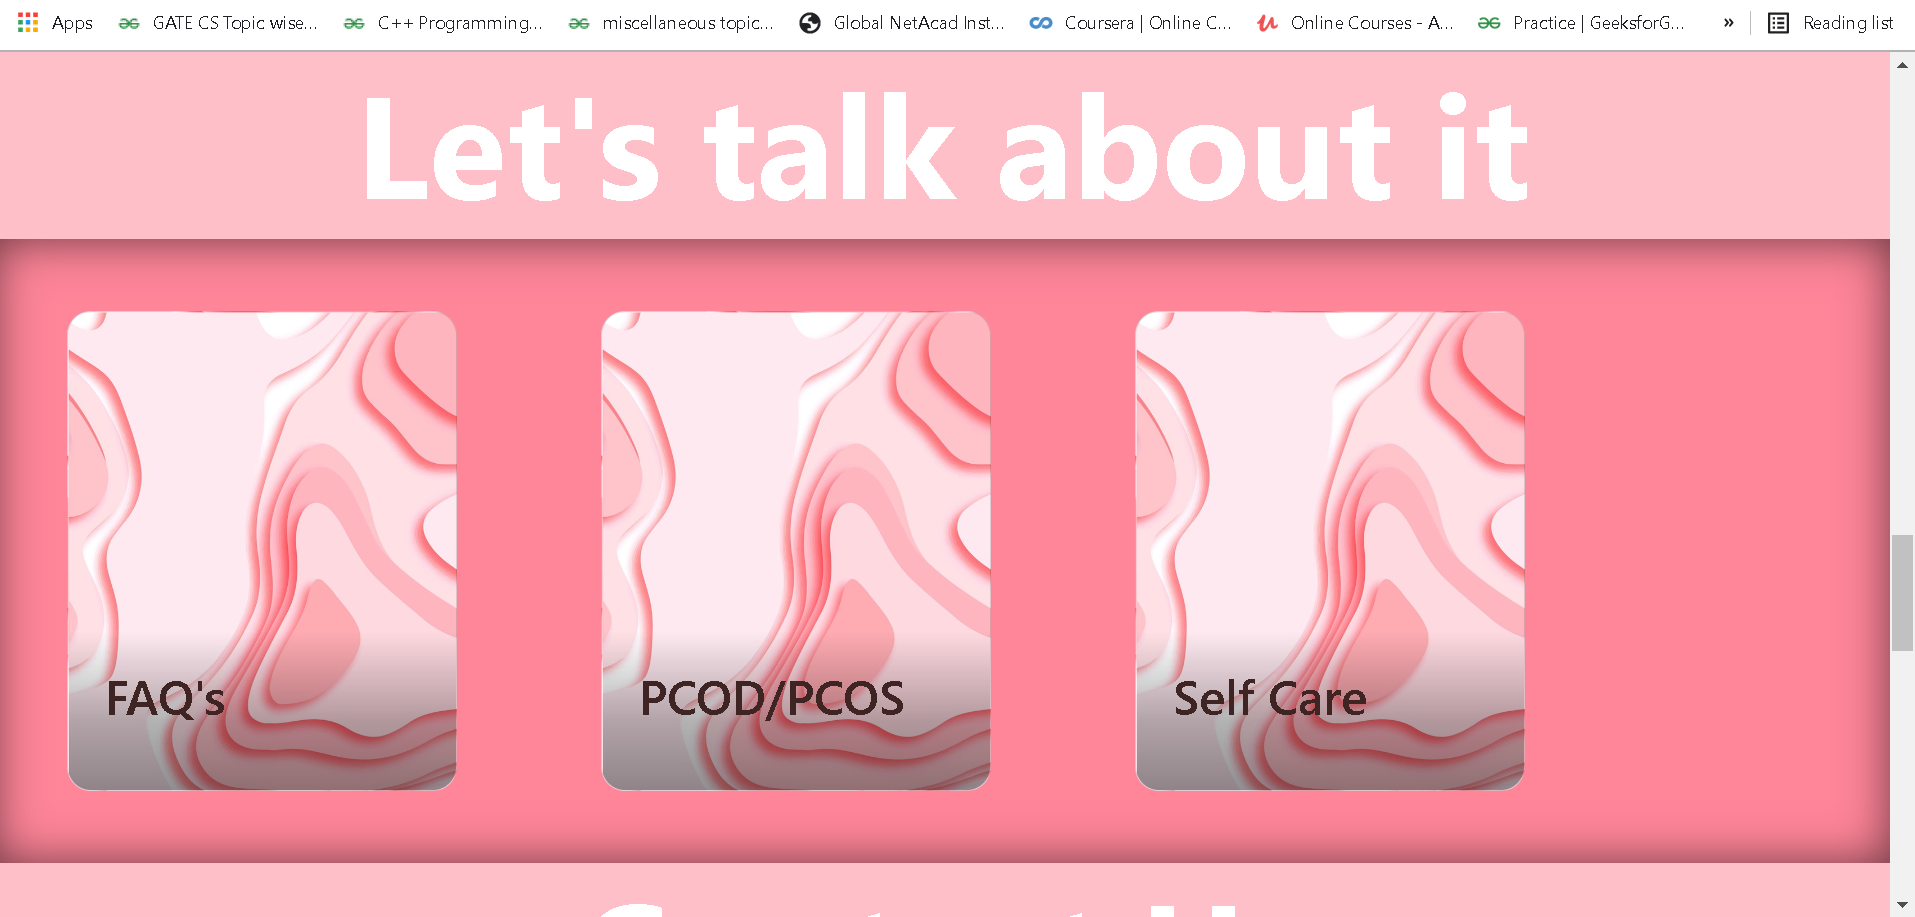 Apps GATE CS Topic wise... C++ Programming... miscellaneous topic... Global NetAcad Inst... Coursera | Online C... Online Courses - A... Practice | GeeksforG... » Reading list
Let's talk about it
FAQ's PCOD/PCOS Self Care